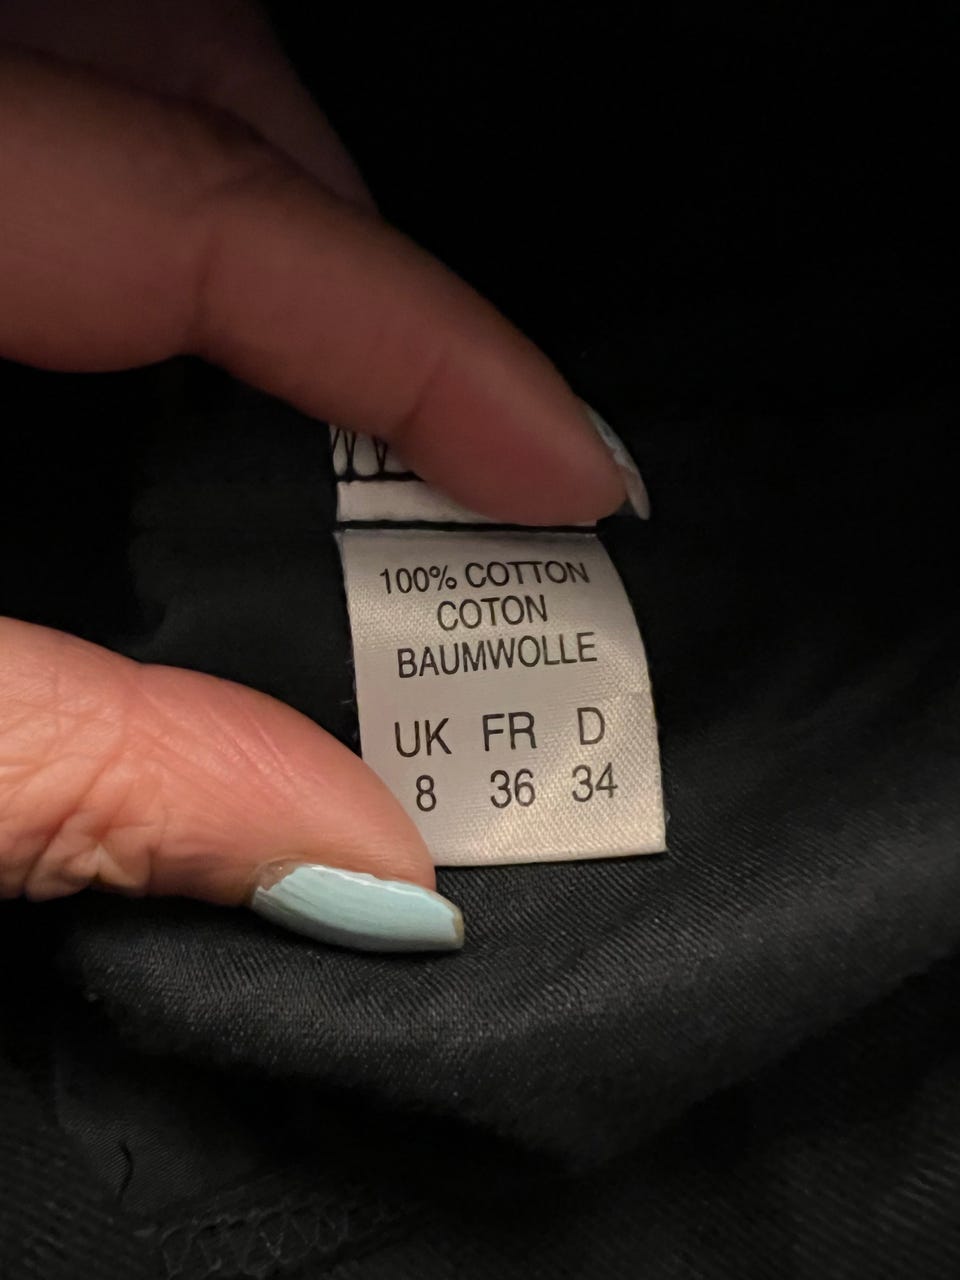 100% COTTON
COTON
BAUMWOLLE
UK FR D
8 36 34